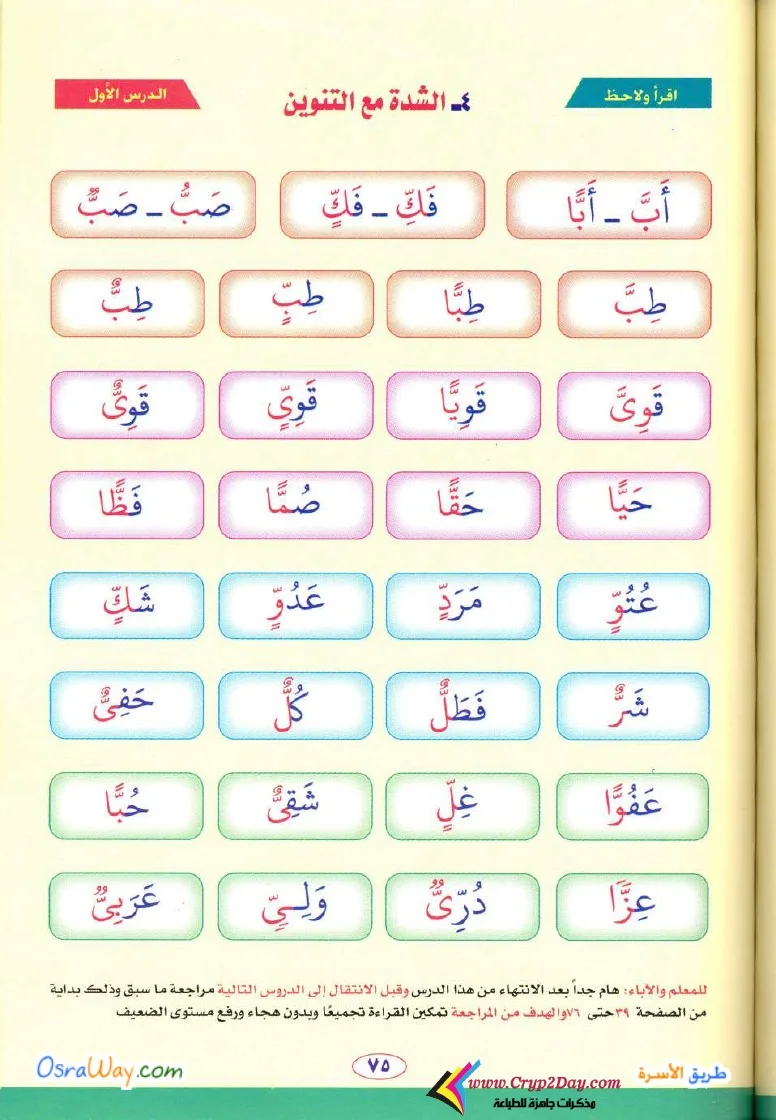 اقرأ ولاحظ
٤ـ الشدة مع التنوين
الدرس الأول
أَبَّ ـ أَبًّا    فَكِّ ـ فَكٍّ    صَبُّ ـ صَبٌّ
طِبَّ    طِبًّا    طِبٍّ    طِبٌّ
قَوِىَّ    قَوِيًّا    قَوِىٍّ    قَوِىٌّ
حَيًّا    حَقًّا    صُمًّا    فَظًّا
عُتُوٍّ    مَرَدٍّ    عَدُوٍّ    شَكٍّ
شَرٌّ    فَطَلٌّ    كُلٌّ    حَفِىٌّ
عَفُوًّا    غِلٍّ    شَقِىٌّ    حُبًّا
عِزًّا    دُرِّىٌّ    وَلِـىٍّ    عَرَبِىٌّ
للمعلم والآباء: هام جداً بعد الانتهاء من هذا الدرس وقبل الانتقال إلى الدروس التالية مراجعة ما سبق وذلك بداية
من الصفحة ٣٩ حتى ٧٦ والهدف من المراجعة تمكين القراءة تجميعًا وبدون هجاء ورفع مستوى الضعيف
طريق الأسرة
www.Cryp2Day.com
مذكرات جاهزة للطباعة
٧٥
OsraWay.com